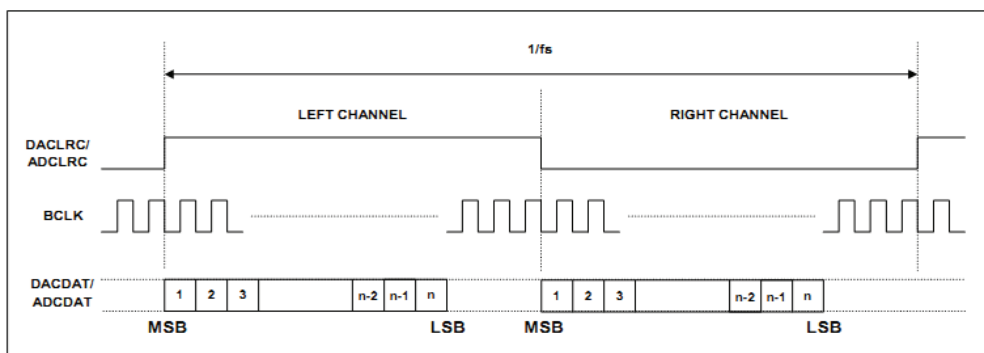 1/fs
LEFT CHANNEL RIGHT CHANNEL
DACLRC/
ADCLRC
BCLK
DACDAT/
ADCDAT
1 2 3 n-2 n-1 n 1 2 3 n-2 n-1 n
MSB LSB MSB LSB